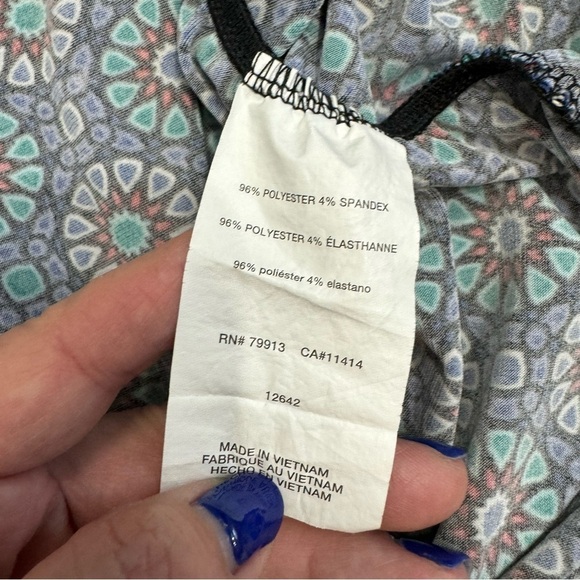 96% POLYESTER 4% SPANDEX
96% POLYESTER 4% ÉLASTHANNE
96% poliéster 4% elastano
RN# 79913 CA#11414
12642
MADE IN VIETNAM
FABRIQUE AU VIETNAM
HECHO EN VIETNAM